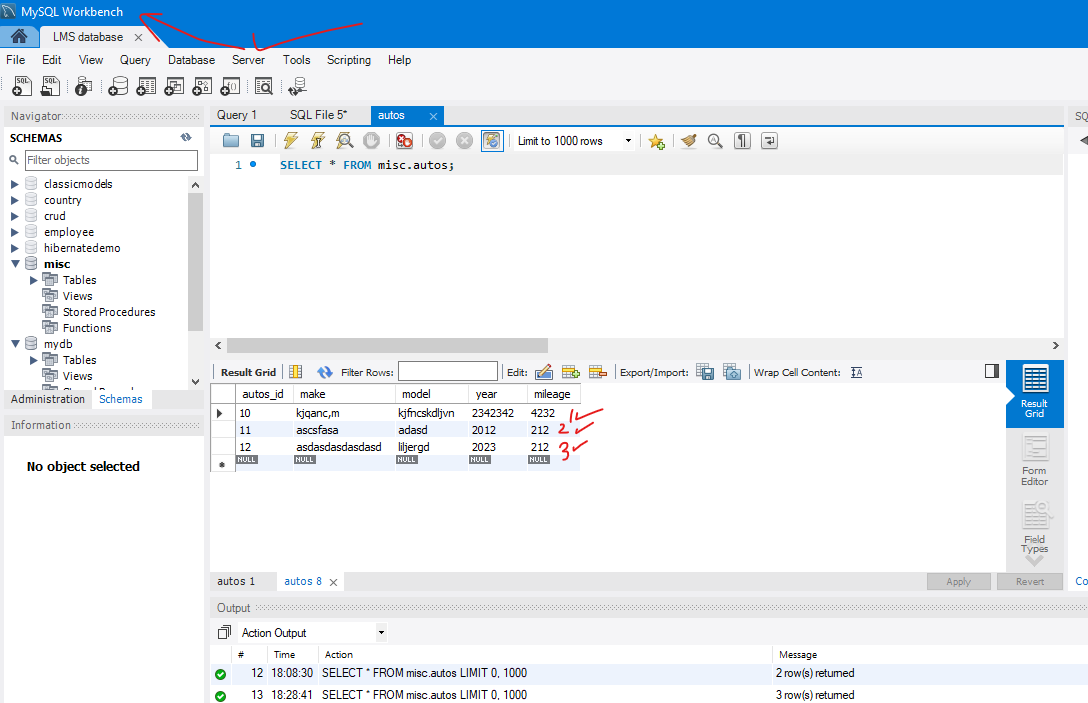 MySQL Workbench
LMS database
File Edit View Query Database Server Tools Scripting Help
Navigator
SCHEMAS
Filter objects
classicmodels
country
crud
employee
hibernatedemo
misc
Tables
Views
Stored Procedures
Functions
mydb
Tables
Views
Administration Schemas
Information
No object selected
Query 1 SQL File 5* autos
Limit to 1000 rows
1 SELECT * FROM misc.autos;
Result Grid Filter Rows: Edit: Export/Import: Wrap Cell Content:
autos_id make model year mileage
10 kjqanc,m kjfncskdljvn 2342342 4232 1
11 ascsfasa adasd 2012 212 2
12 asdasdasdasdasd liljergd 2023 212 3
NULL NULL NULL NULL NULL
Result
Grid
Form
Editor
Field
Types
autos 1 autos 8 Apply Revert
Output
Action Output
# Time Action Message
12 18:08:30 SELECT * FROM misc.autos LIMIT 0, 1000 2 row(s) returned
13 18:28:41 SELECT * FROM misc.autos LIMIT 0, 1000 3 row(s) returned